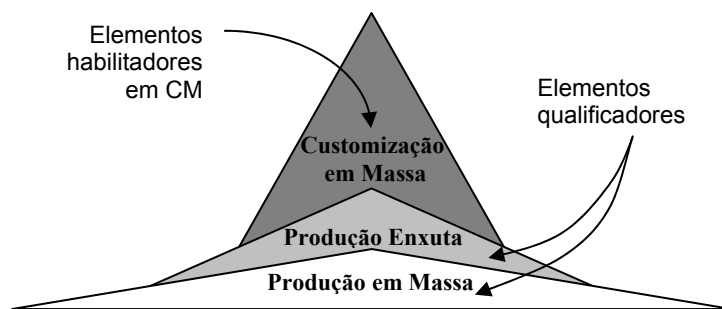 Elementos
habilitadores
em CM
Elementos
qualificadores
Customização
em Massa
Produção Enxuta
Produção em Massa